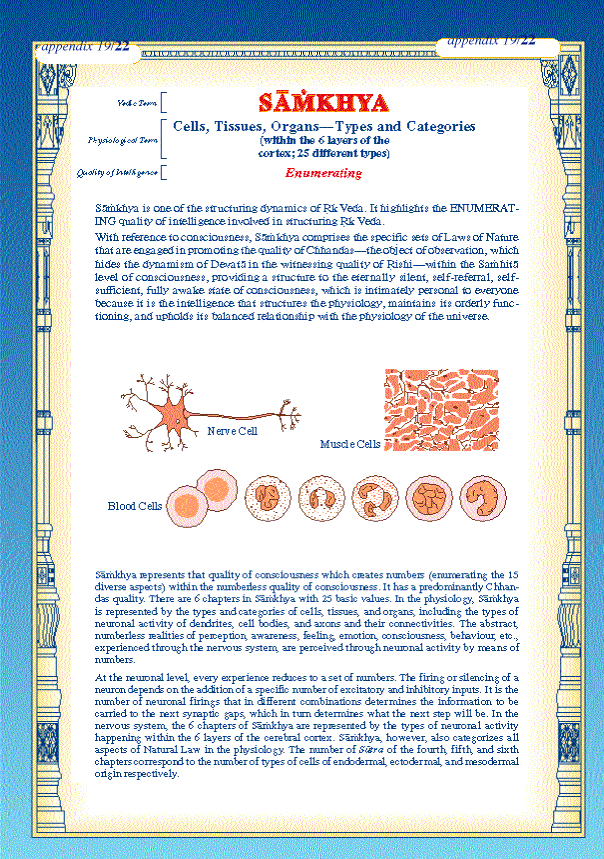 appendix 19/22
appendix 19/22
Vedic Term
SĀṀKHYA
Physiological Term
Cells, Tissues, Organs—Types and Categories
(within the 6 layers of the
cortex; 25 different types)
Quality of Intelligence
Enumerating
Sāṁkhya is one of the structuring dynamics of Ṛk Veda. It highlights the ENUMERAT-
ING quality of intelligence involved in structuring Ṛk Veda.
With reference to consciousness, Sāṁkhya comprises the specific sets of Laws of Nature
that are engaged in promoting the quality of Chhandas—the object of observation, which
hides the dynamism of Devatā in the witnessing quality of Ṛishi—within the Saṁhitā
level of consciousness, providing a structure to the eternally silent, self-referral, self-
sufficient, fully awake state of consciousness, which is intimately personal to everyone
because it is the intelligence that structures the physiology, maintains its orderly func-
tioning, and upholds its balanced relationship with the physiology of the universe.
Nerve Cell
Muscle Cells
Blood Cells
Sāṁkhya represents that quality of consciousness which creates numbers (enumerating the 15
diverse aspects) within the numberless quality of consciousness. It has a predominantly Chhan-
das quality. There are 6 chapters in Sāṁkhya with 25 basic values. In the physiology, Sāṁkhya
is represented by the types and categories of cells, tissues, and organs, including the types of
neuronal activity of dendrites, cell bodies, and axons and their connectivities. The abstract,
numberless realities of perception, awareness, feeling, emotion, consciousness, behaviour, etc.,
experienced through the nervous system, are perceived through neuronal activity by means of
numbers.
At the neuronal level, every experience reduces to a set of numbers. The firing or silencing of a
neuron depends on the addition of a specific number of excitatory and inhibitory inputs. It is the
number of neuronal firings that in different combinations determines the information to be
carried to the next synaptic gaps, which in turn determines what the next step will be. In the
nervous system, the 6 chapters of Sāṁkhya are represented by the types of neuronal activity
happening within the 6 layers of the cerebral cortex. Sāṁkhya, however, also categorizes all
aspects of Natural Law in the physiology. The number of Sūtra of the fourth, fifth, and sixth
chapters correspond to the number of types of cells of endodermal, ectodermal, and mesodermal
origin respectively.